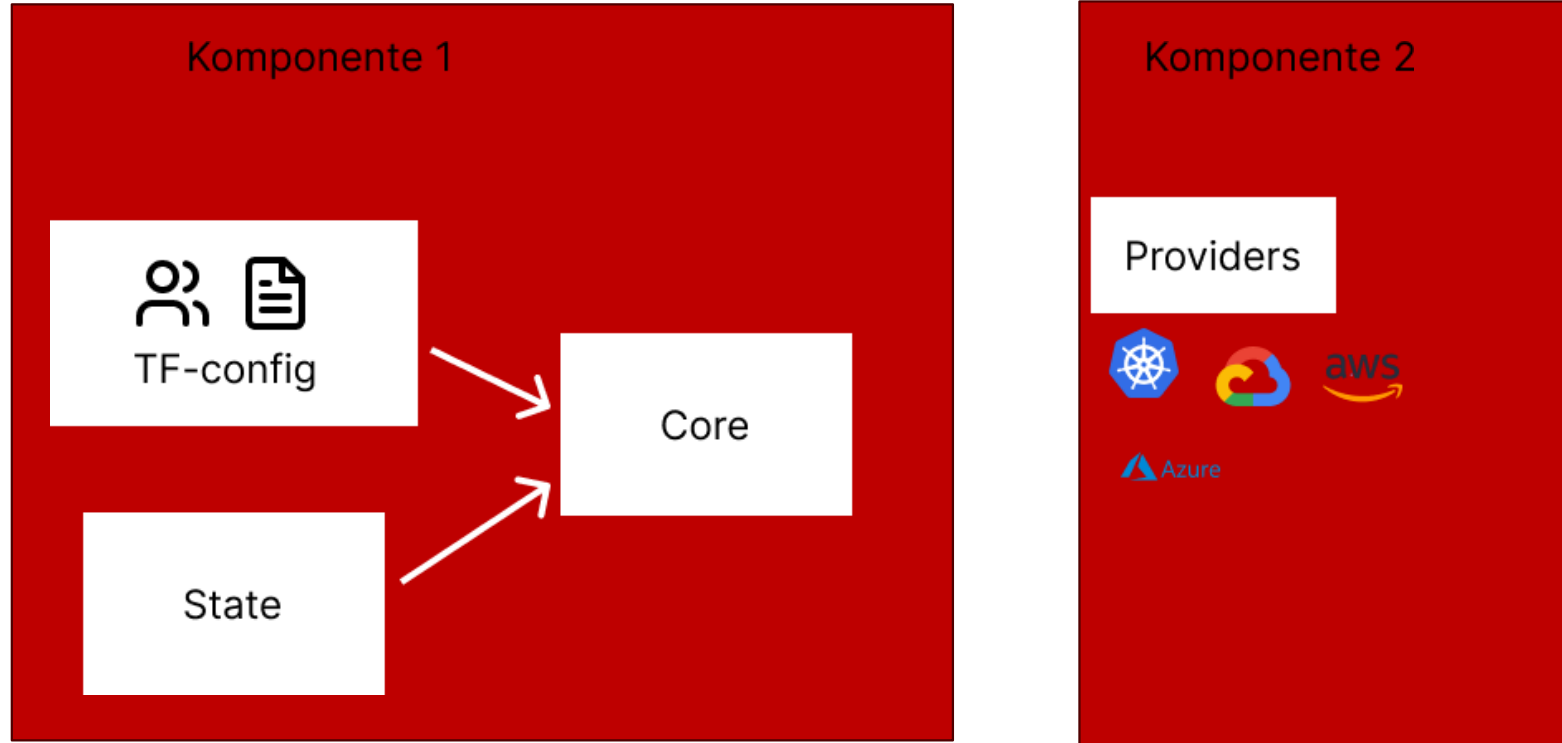 Komponente 1
TF-config
State
Core
Komponente 2
Providers
aws
Azure